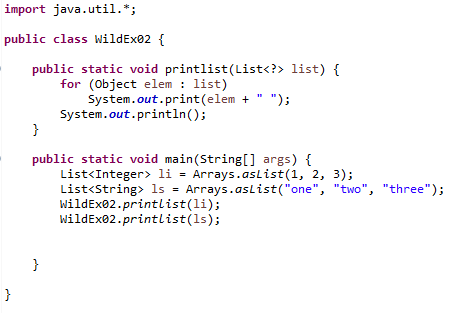 import java.util.*;
public class WildEx02 {
public static void printlist(List<?> list) {
for (Object elem : list)
System.out.print(elem + " ");
System.out.println();
}
public static void main(String[] args) {
List<Integer> li = Arrays.asList(1, 2, 3);
List<String> ls = Arrays.asList("one", "two", "three");
WildEx02.printlist(li);
WildEx02.printlist(ls);
}
}